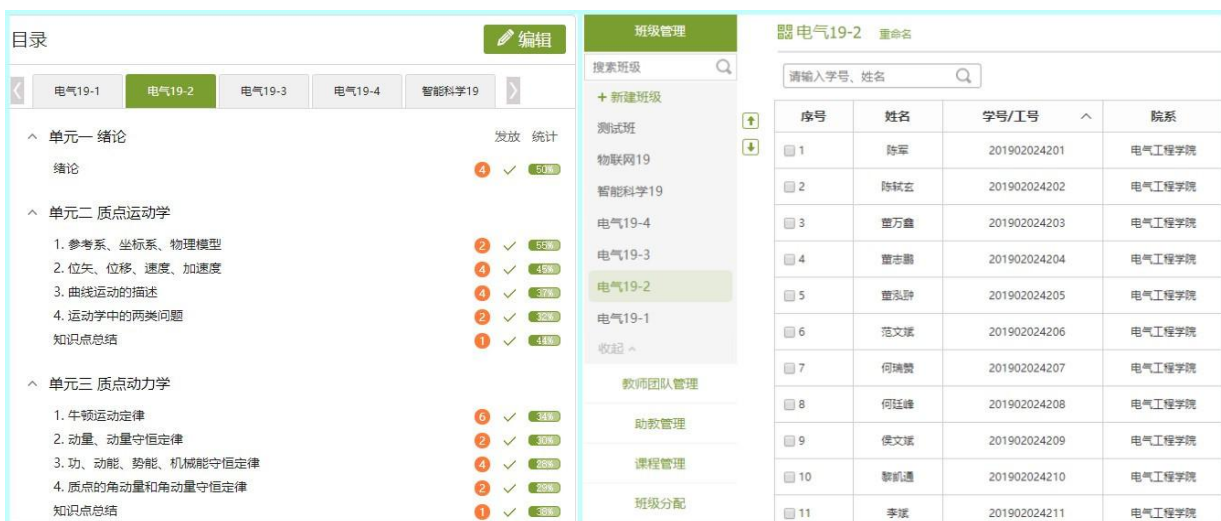 目录
编辑
电气19-1 电气19-2 电气19-3 电气19-4 智能科学19
单元一 绪论 发放 统计
绪论 4 50%
单元二 质点运动学
1. 参考系、坐标系、物理模型 2 55%
2. 位矢、位移、速度、加速度 4 45%
3. 曲线运动的描述 4 37%
4. 运动学中的两类问题 2 32%
知识点总结 1 44%
单元三 质点动力学
1. 牛顿运动定律 6 34%
2. 动量、动量守恒定律 2 30%
3. 功、动能、势能、机械能守恒定律 4 28%
4. 质点的角动量和角动量守恒定律 2 29%
知识点总结 1 38%
班级管理
搜素班级
+ 新建班级
测试班
物联网19
智能科学19
电气19-4
电气19-3
电气19-2
电气19-1
收起
教师团队管理
助教管理
课程管理
班级分配
电气19-2 重命名
请输入学号、姓名
序号 姓名 学号/工号 院系
1 陈军 201902024201 电气工程学院
2 陈轼玄 201902024202 电气工程学院
3 董万鑫 201902024203 电气工程学院
4 董志鹏 201902024204 电气工程学院
5 201902024205 电气工程学院
6 范文斌 201902024206 电气工程学院
7 何瑞赞 201902024207 电气工程学院
8 何廷峰 201902024208 电气工程学院
9 侯文斌 201902024209 电气工程学院
10 黎凯通 201902024210 电气工程学院
11 李斌 201902024211 电气工程学院